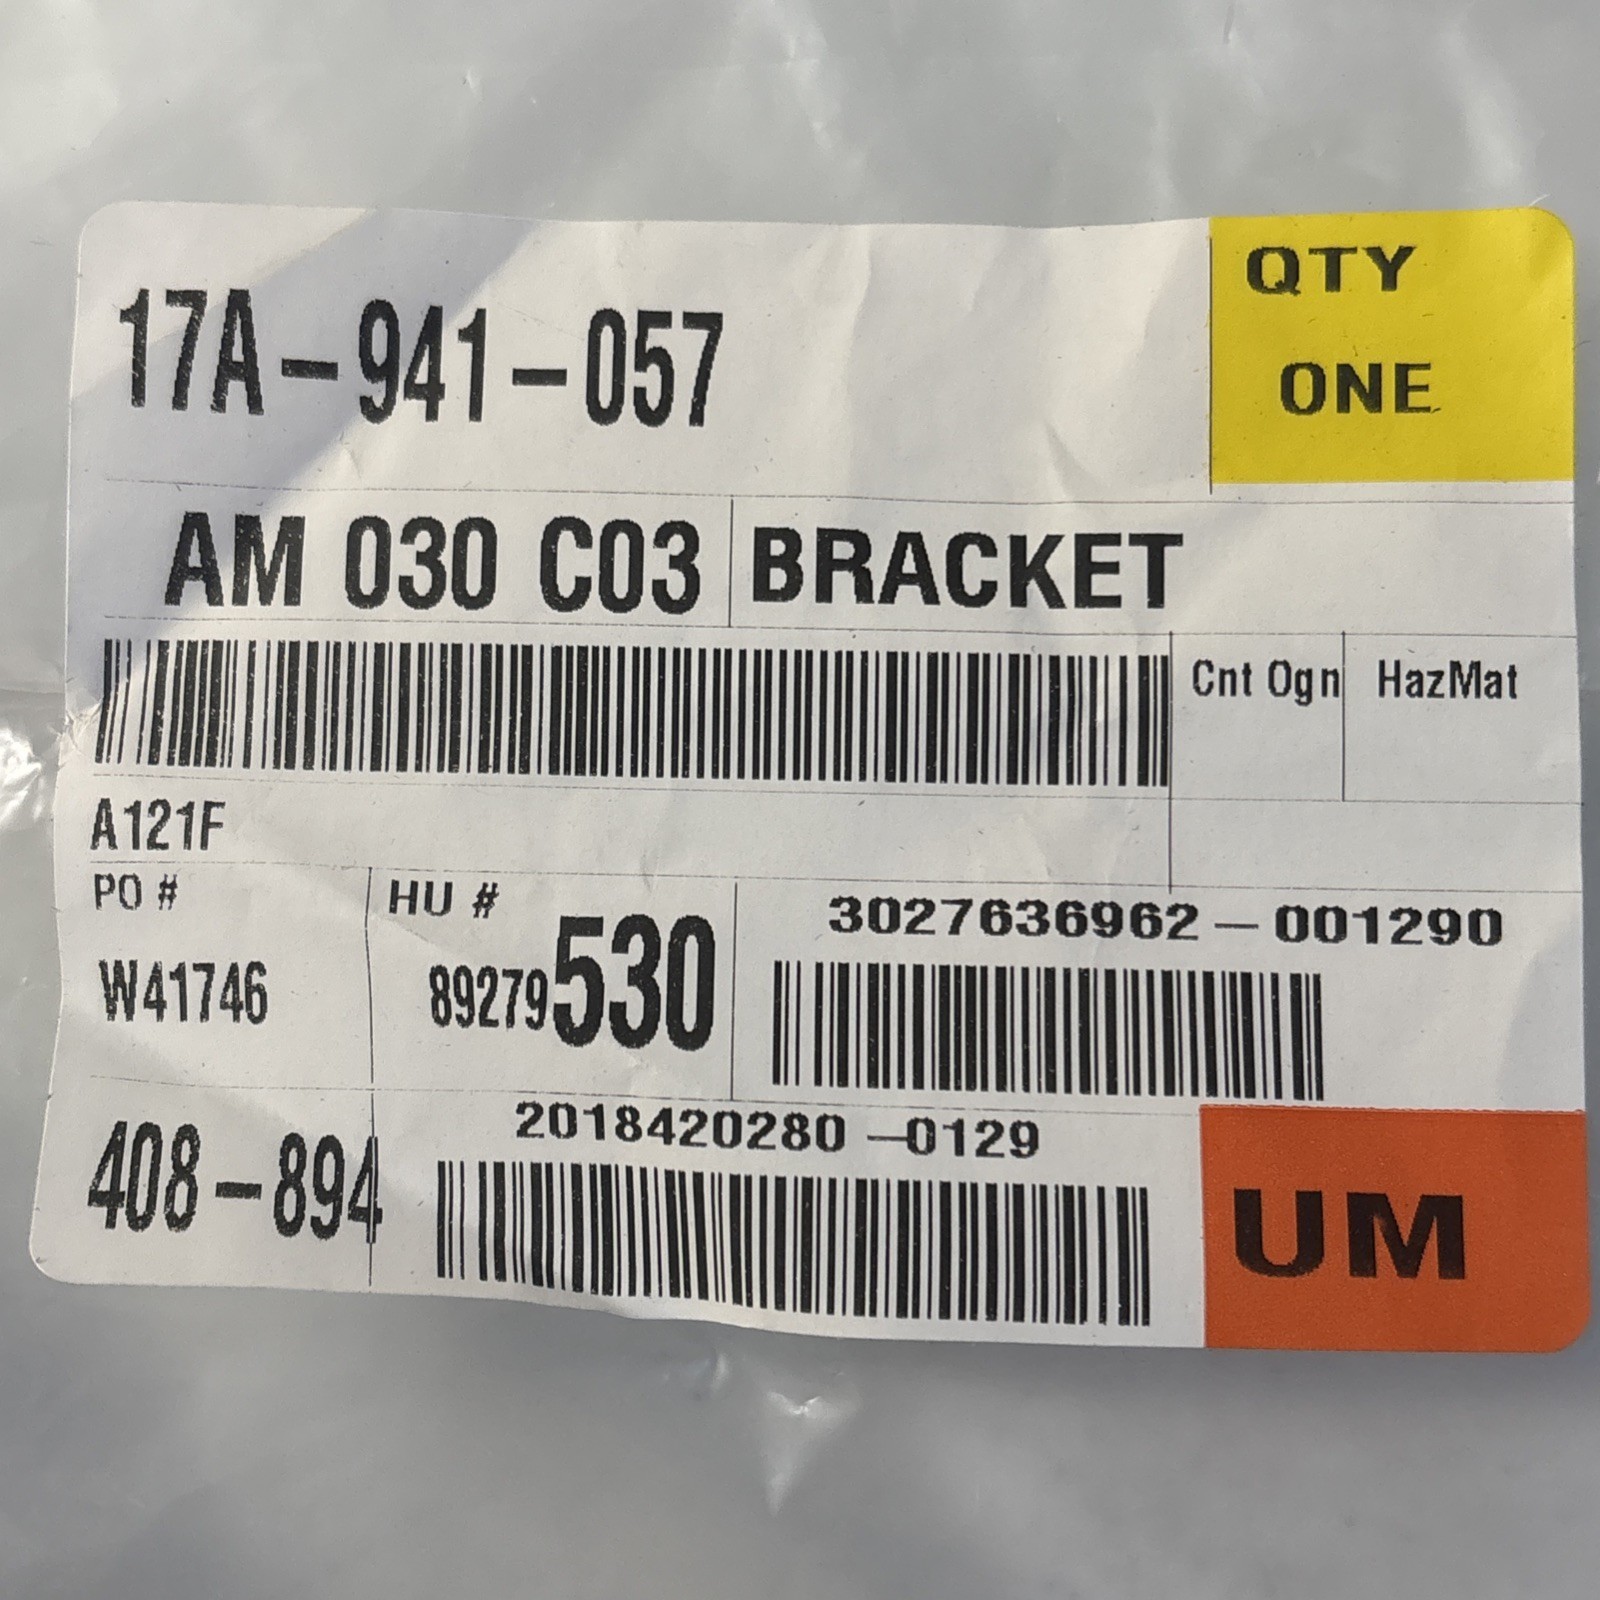 17A-941-057
QTY
ONE
AM 030 C03 BRACKET
Cnt Ogn HazMat
A121F
PO # HU # 3027636962-001290
W41746 89279530
408-894 2018420280-0129
UM